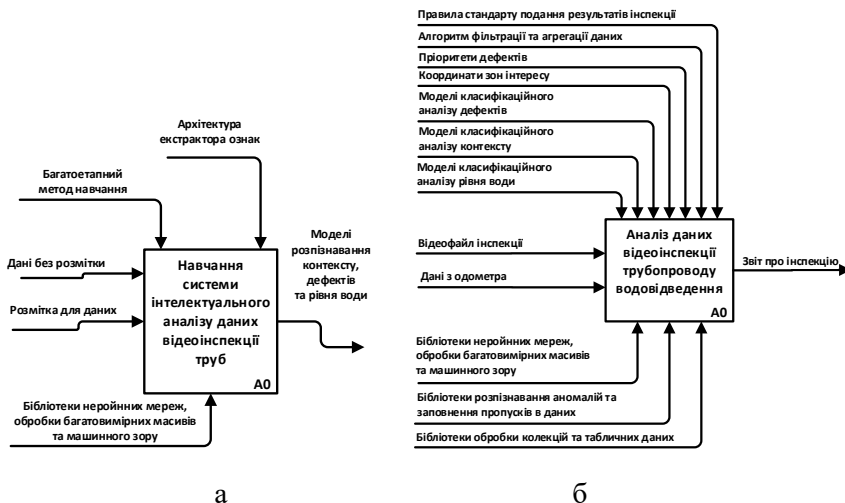 Архітектура
екстрактора ознак
Багатоетапний
метод навчання
Дані без розмітки
Розмітка для даних
Навчання
системи
інтелектуального
аналізу даних
відеоінспекції
труб
A0
Моделі
розпізнавання
контексту,
дефектів
та рівня води
Бібліотеки неройнних мереж,
обробки багатовимірних масивів
та машинного зору
а
Правила стандарту подання результатів інспекції
Алгоритм фільтрації та агрегації даних
Пріоритети дефектів
Координати зон інтересу
Моделі класифікаційного
аналізу дефектів
Моделі класифікаційного
аналізу контексту
Моделі класифікаційного
аналізу рівня води
Відеофайл інспекції
Дані з одометра
Аналіз даних
відеоінспекції
трубопроводу
водовідведення
A0
Звіт про інспекцію
Бібліотеки неройнних мереж,
обробки багатовимірних масивів
та машинного зору
Бібліотеки розпізнавання аномалій та
заповнення пропусків в даних
Бібліотеки обробки колекцій та табличних даних
б